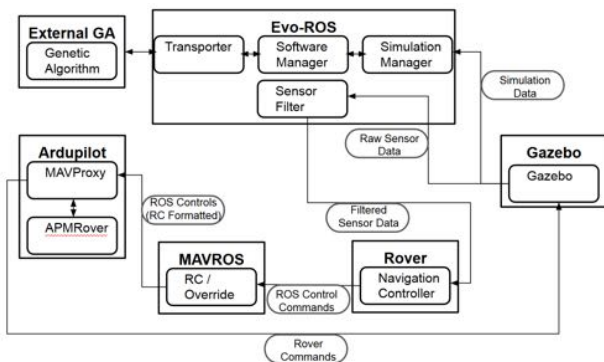 Evo-ROS
External GA
Genetic
Algorithm
Transporter
Software
Manager
Simulation
Manager
Sensor
Filter
Simulation
Data
Raw Sensor
Data
Ardupilot
MAVProxy
APMRover
ROS Controls
(RC Formatted)
Filtered
Sensor Data
Gazebo
Gazebo
MAVROS
RC /
Override
ROS Control
Commands
Rover
Navigation
Controller
Rover
Commands